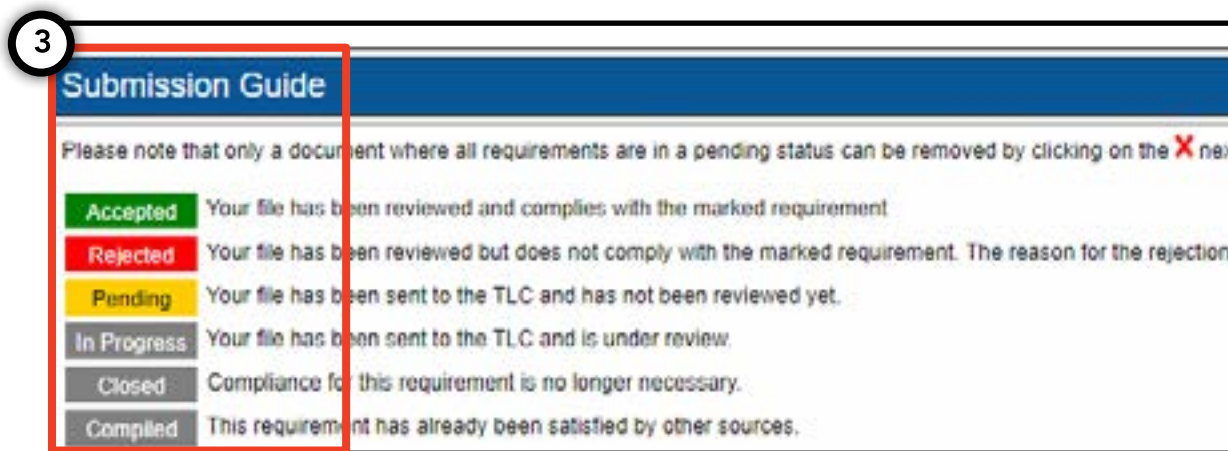 3
Submission Guide
Please note that only a document where all requirements are in a pending status can be removed by clicking on the X nex
Accepted Your file has been reviewed and complies with the marked requirement
Rejected Your file has been reviewed but does not comply with the marked requirement. The reason for the rejection
Pending Your file has been sent to the TLC and has not been reviewed yet.
In Progress Your file has been sent to the TLC and is under review.
Closed Compliance for this requirement is no longer necessary.
Complied This requirement has already been satisfied by other sources.